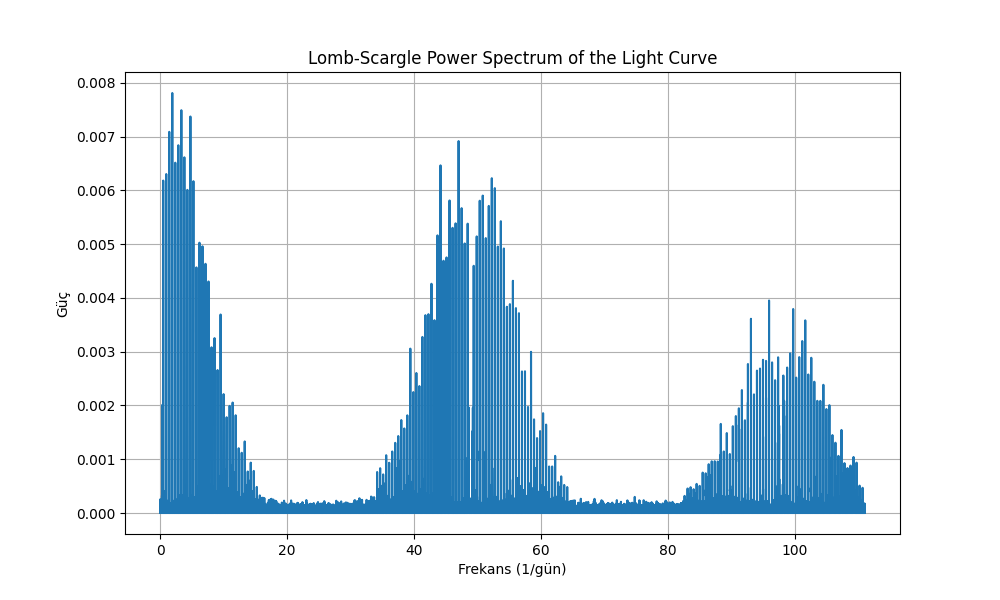 Lomb-Scargle Power Spectrum of the Light Curve
0.008
0.007
0.006
0.005
0.004
0.003
0.002
0.001
0.000
Güç
0 20 40 60 80 100
Frekans (1/gün)